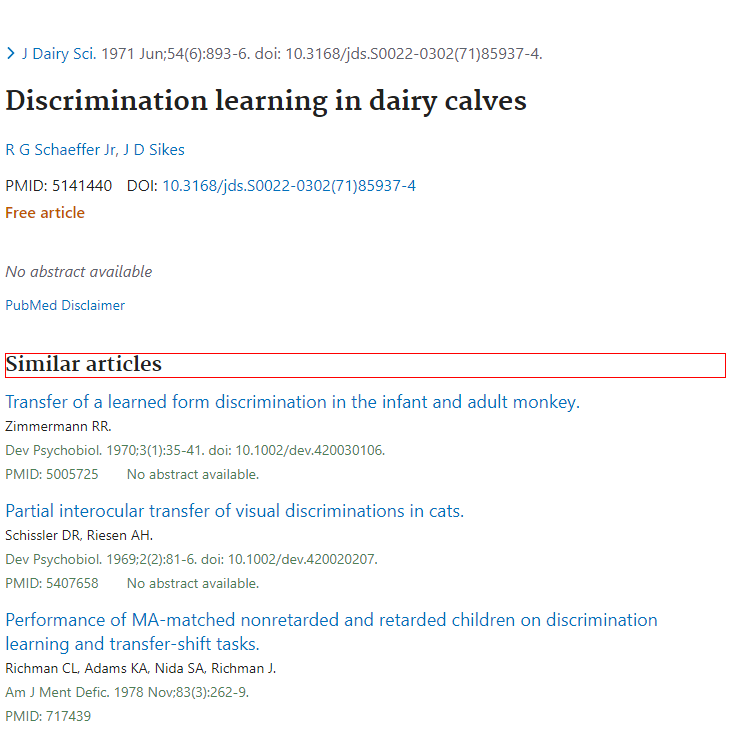 J Dairy Sci. 1971 Jun;54(6):893-6. doi: 10.3168/jds.S0022-0302(71)85937-4.
Discrimination learning in dairy calves
R G Schaeffer Jr, J D Sikes
PMID: 5141440 DOI: 10.3168/jds.S0022-0302(71)85937-4
Free article
No abstract available
PubMed Disclaimer
Similar articles
Transfer of a learned form discrimination in the infant and adult monkey.
Zimmermann RR.
Dev Psychobiol. 1970;3(1):35-41. doi: 10.1002/dev.420030106.
PMID: 5005725 No abstract available.
Partial interocular transfer of visual discriminations in cats.
Schissler DR, Riesen AH.
Dev Psychobiol. 1969;2(2):81-6. doi: 10.1002/dev.420020207.
PMID: 5407658 No abstract available.
Performance of MA-matched nonretarded and retarded children on discrimination
learning and transfer-shift tasks.
Richman CL, Adams KA, Nida SA, Richman J.
Am J Ment Defic. 1978 Nov;83(3):262-9.
PMID: 717439